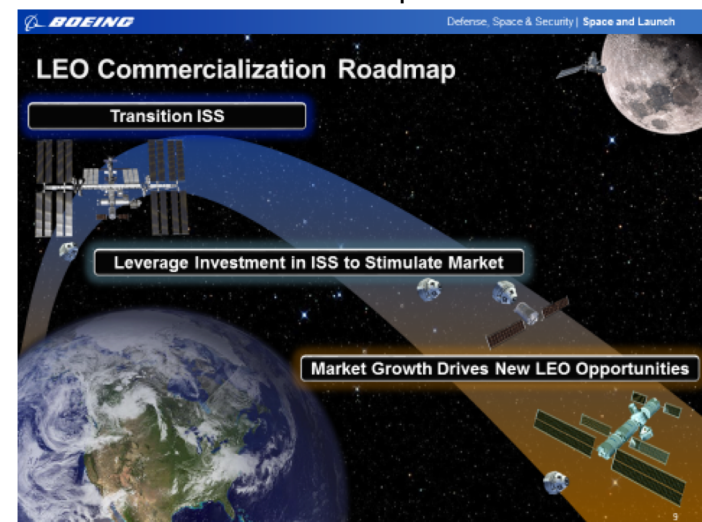 BOEING
Defense, Space & Security | Space and Launch
LEO Commercialization Roadmap
Transition ISS
Leverage Investment in ISS to Stimulate Market
Market Growth Drives New LEO Opportunities
9